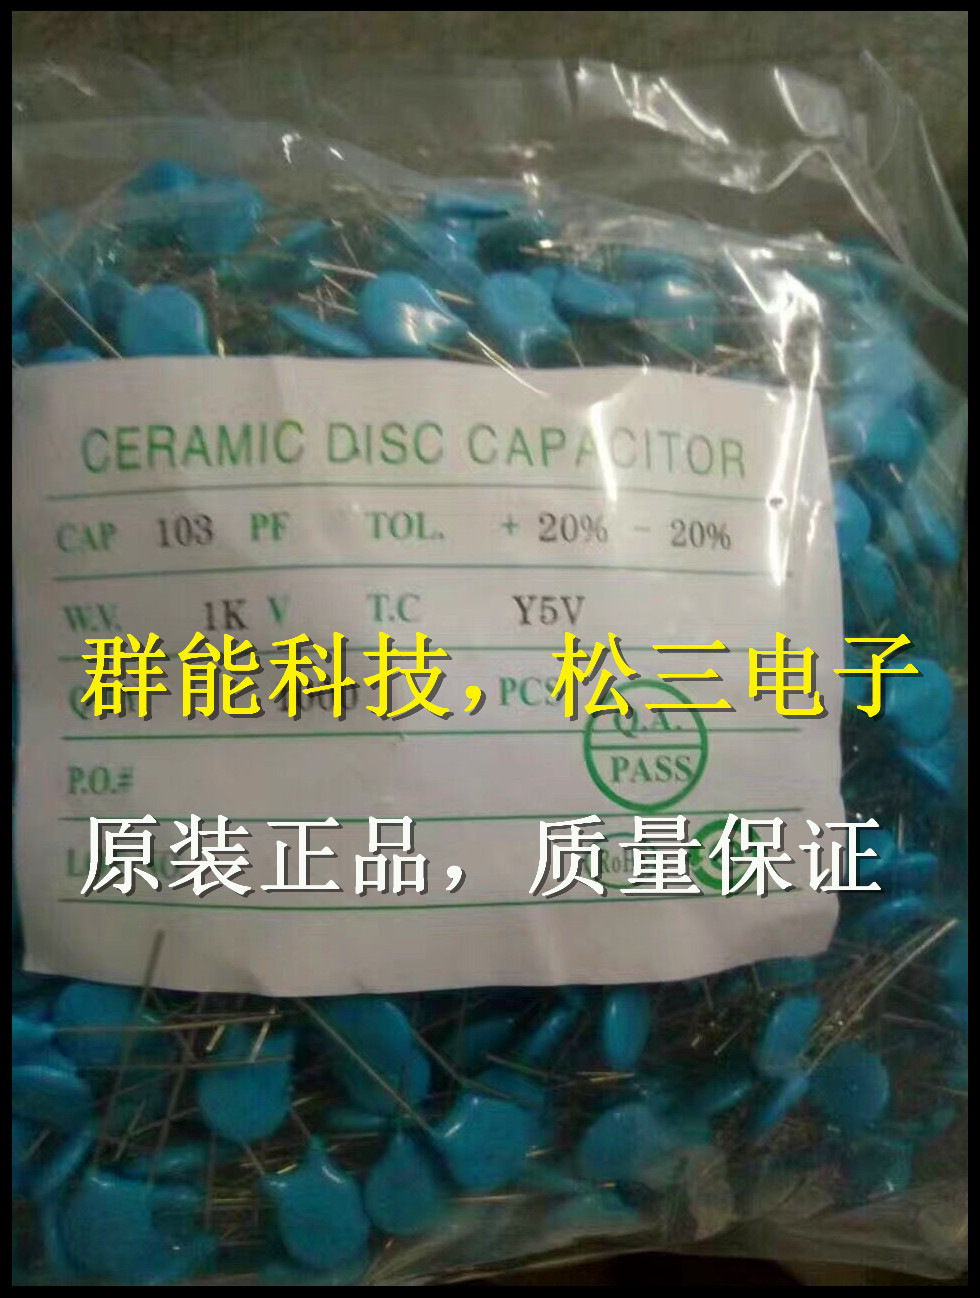 CERAMIC DISC CAPACITOR
CAP 103 PF TOL. + 20% - 20%
W.V. 1K V T.C Y5V
群能科技，松三电子
PCS
Q.A.
PASS
P.O.#
原装正品，质量保证